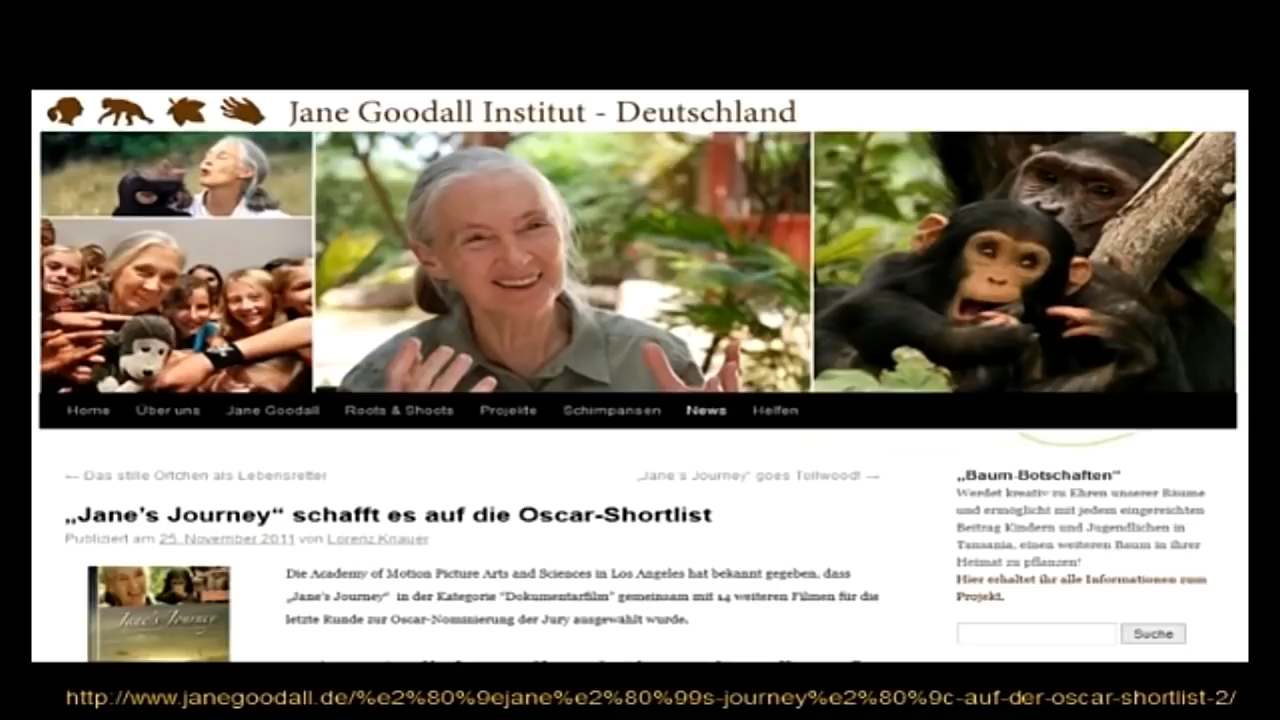 Jane Goodall Institut - Deutschland
Home Über uns Jane Goodall Roots & Shoots Projekte Schimpansen News Helfen
← Das stille Örtchen als Lebensretter „Jane's Journey“ goes Tollwood! →
„Jane's Journey“ schafft es auf die Oscar-Shortlist
Publiziert am 25. November 2011 von Lorenz Knauer
Jane's Journey
Die Academy of Motion Picture Arts and Sciences in Los Angeles hat bekannt gegeben, dass
„Jane's Journey“ in der Kategorie “Dokumentarfilm” gemeinsam mit 14 weiteren Filmen für die
letzte Runde zur Oscar-Nominierung der Jury ausgewählt wurde.
„Baum-Botschaften“
Werdet kreativ zu Ehren unserer Bäume
und ermöglicht mit jedem eingereichten
Beitrag Kindern und Jugendlichen in
Tansania, einen weiteren Baum in ihrer
Heimat zu pflanzen!
Hier erhaltet ihr alle Informationen zum
Projekt.
Suche
http://www.janegoodall.de/%e2%80%9ejane%e2%80%99s-journey%e2%80%9c-auf-der-oscar-shortlist-2/